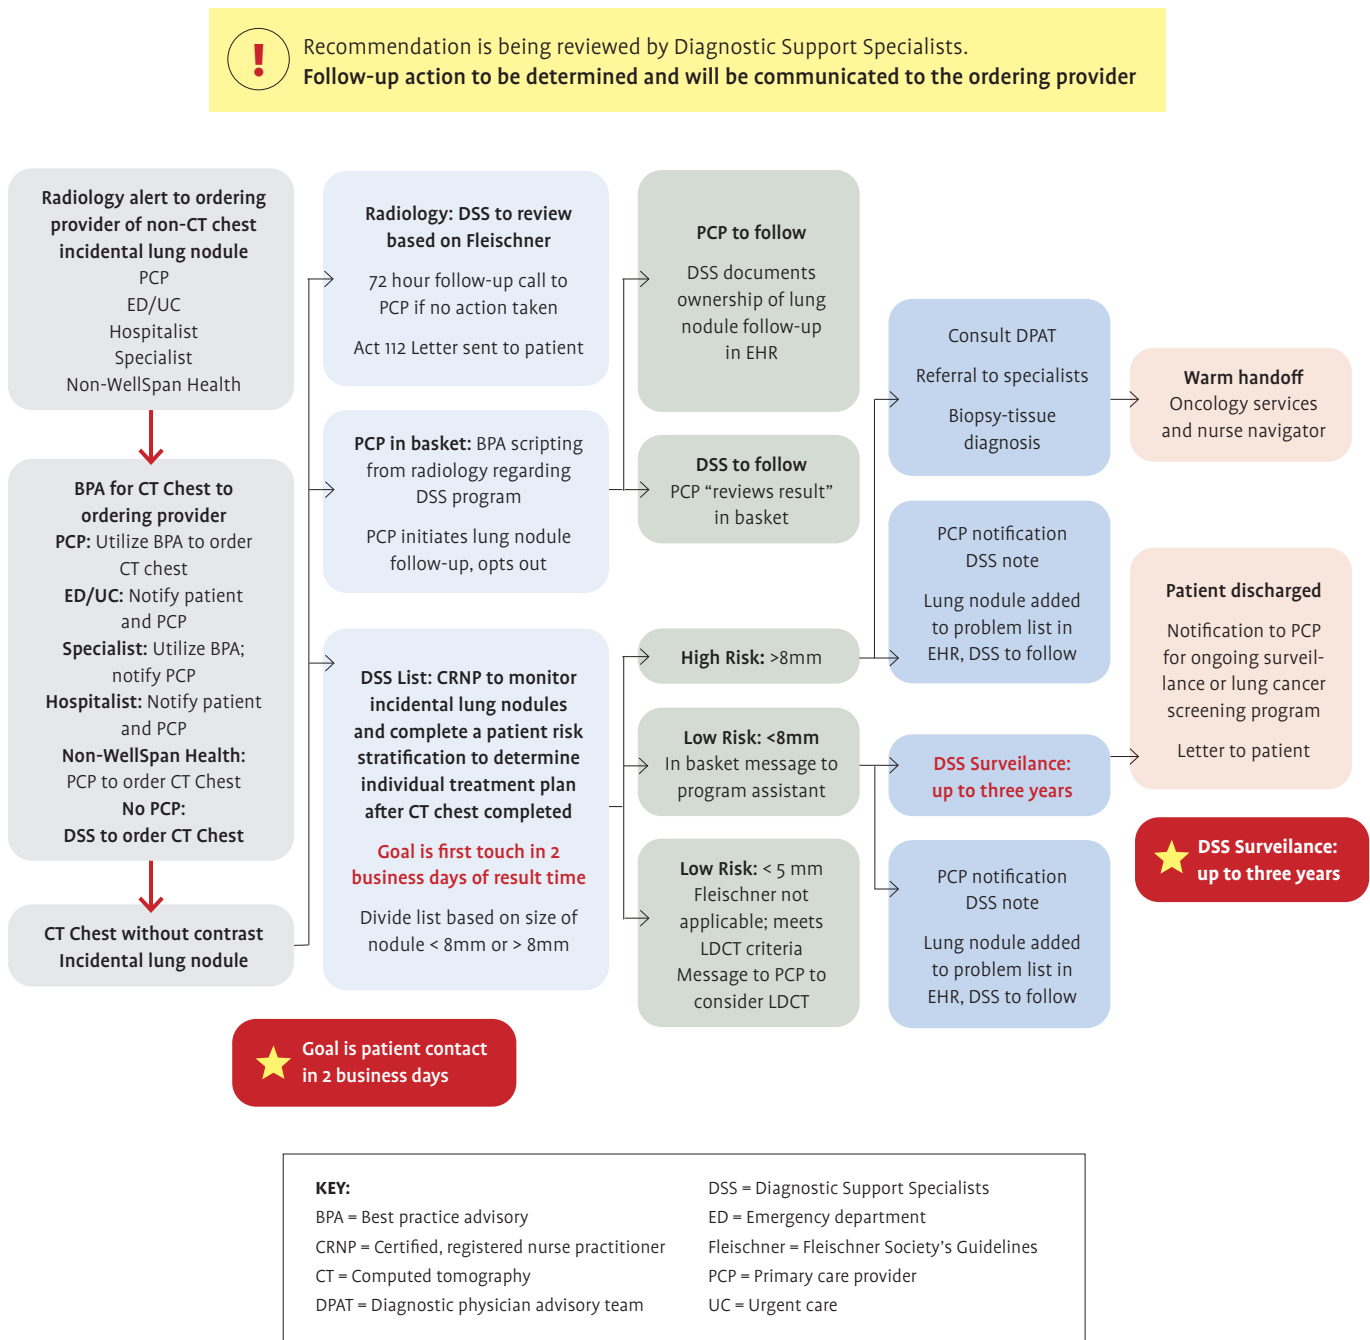 !
Recommendation is being reviewed by Diagnostic Support Specialists.
Follow-up action to be determined and will be communicated to the ordering provider
Radiology alert to ordering
provider of non-CT chest
incidental lung nodule
PCP
ED/UC
Hospitalist
Specialist
Non-WellSpan Health
BPA for CT Chest to
ordering provider
PCP: Utilize BPA to order
CT chest
ED/UC: Notify patient
and PCP
Specialist: Utilize BPA;
notify PCP
Hospitalist: Notify patient
and PCP
Non-WellSpan Health:
PCP to order CT Chest
No PCP:
DSS to order CT Chest
CT Chest without contrast
Incidental lung nodule
Radiology: DSS to review
based on Fleischner
72 hour follow-up call to
PCP if no action taken
Act 112 Letter sent to patient
PCP in basket: BPA scripting
from radiology regarding
DSS program
PCP initiates lung nodule
follow-up, opts out
DSS List: CRNP to monitor
incidental lung nodules
and complete a patient risk
stratification to determine
individual treatment plan
after CT chest completed
Goal is first touch in 2
business days of result time
Divide list based on size of
nodule < 8mm or > 8mm
Goal is patient contact
in 2 business days
PCP to follow
DSS documents
ownership of lung
nodule follow-up
in EHR
DSS to follow
PCP “reviews result”
in basket
High Risk: >8mm
Low Risk: <8mm
In basket message to
program assistant
Low Risk: < 5 mm
Fleischner not
applicable; meets
LDCT criteria
Message to PCP to
consider LDCT
Consult DPAT
Referral to specialists
Biopsy-tissue
diagnosis
PCP notification
DSS note
Lung nodule added
to problem list in
EHR, DSS to follow
DSS Surveilance:
up to three years
PCP notification
DSS note
Lung nodule added
to problem list in
EHR, DSS to follow
Warm handoff
Oncology services
and nurse navigator
Patient discharged
Notification to PCP
for ongoing surveil-
lance or lung cancer
screening program
Letter to patient
DSS Surveilance:
up to three years
KEY:
BPA = Best practice advisory
CRNP = Certified, registered nurse practitioner
CT = Computed tomography
DPAT = Diagnostic physician advisory team
DSS = Diagnostic Support Specialists
ED = Emergency department
Fleischner = Fleischner Society’s Guidelines
PCP = Primary care provider
UC = Urgent care